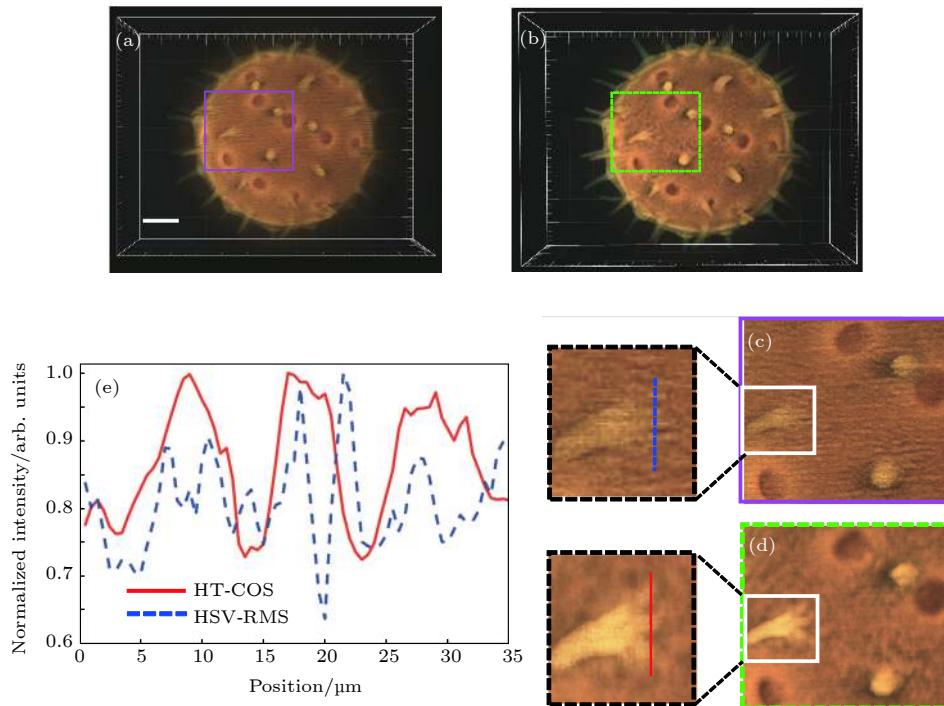 (a)
(b)
(c)
(d)
(e)
Normalized intensity/arb. units
1.0
0.9
0.8
0.7
0.6
HT-COS
HSV-RMS
0
5
10
15
20
25
30
35
Position/µm